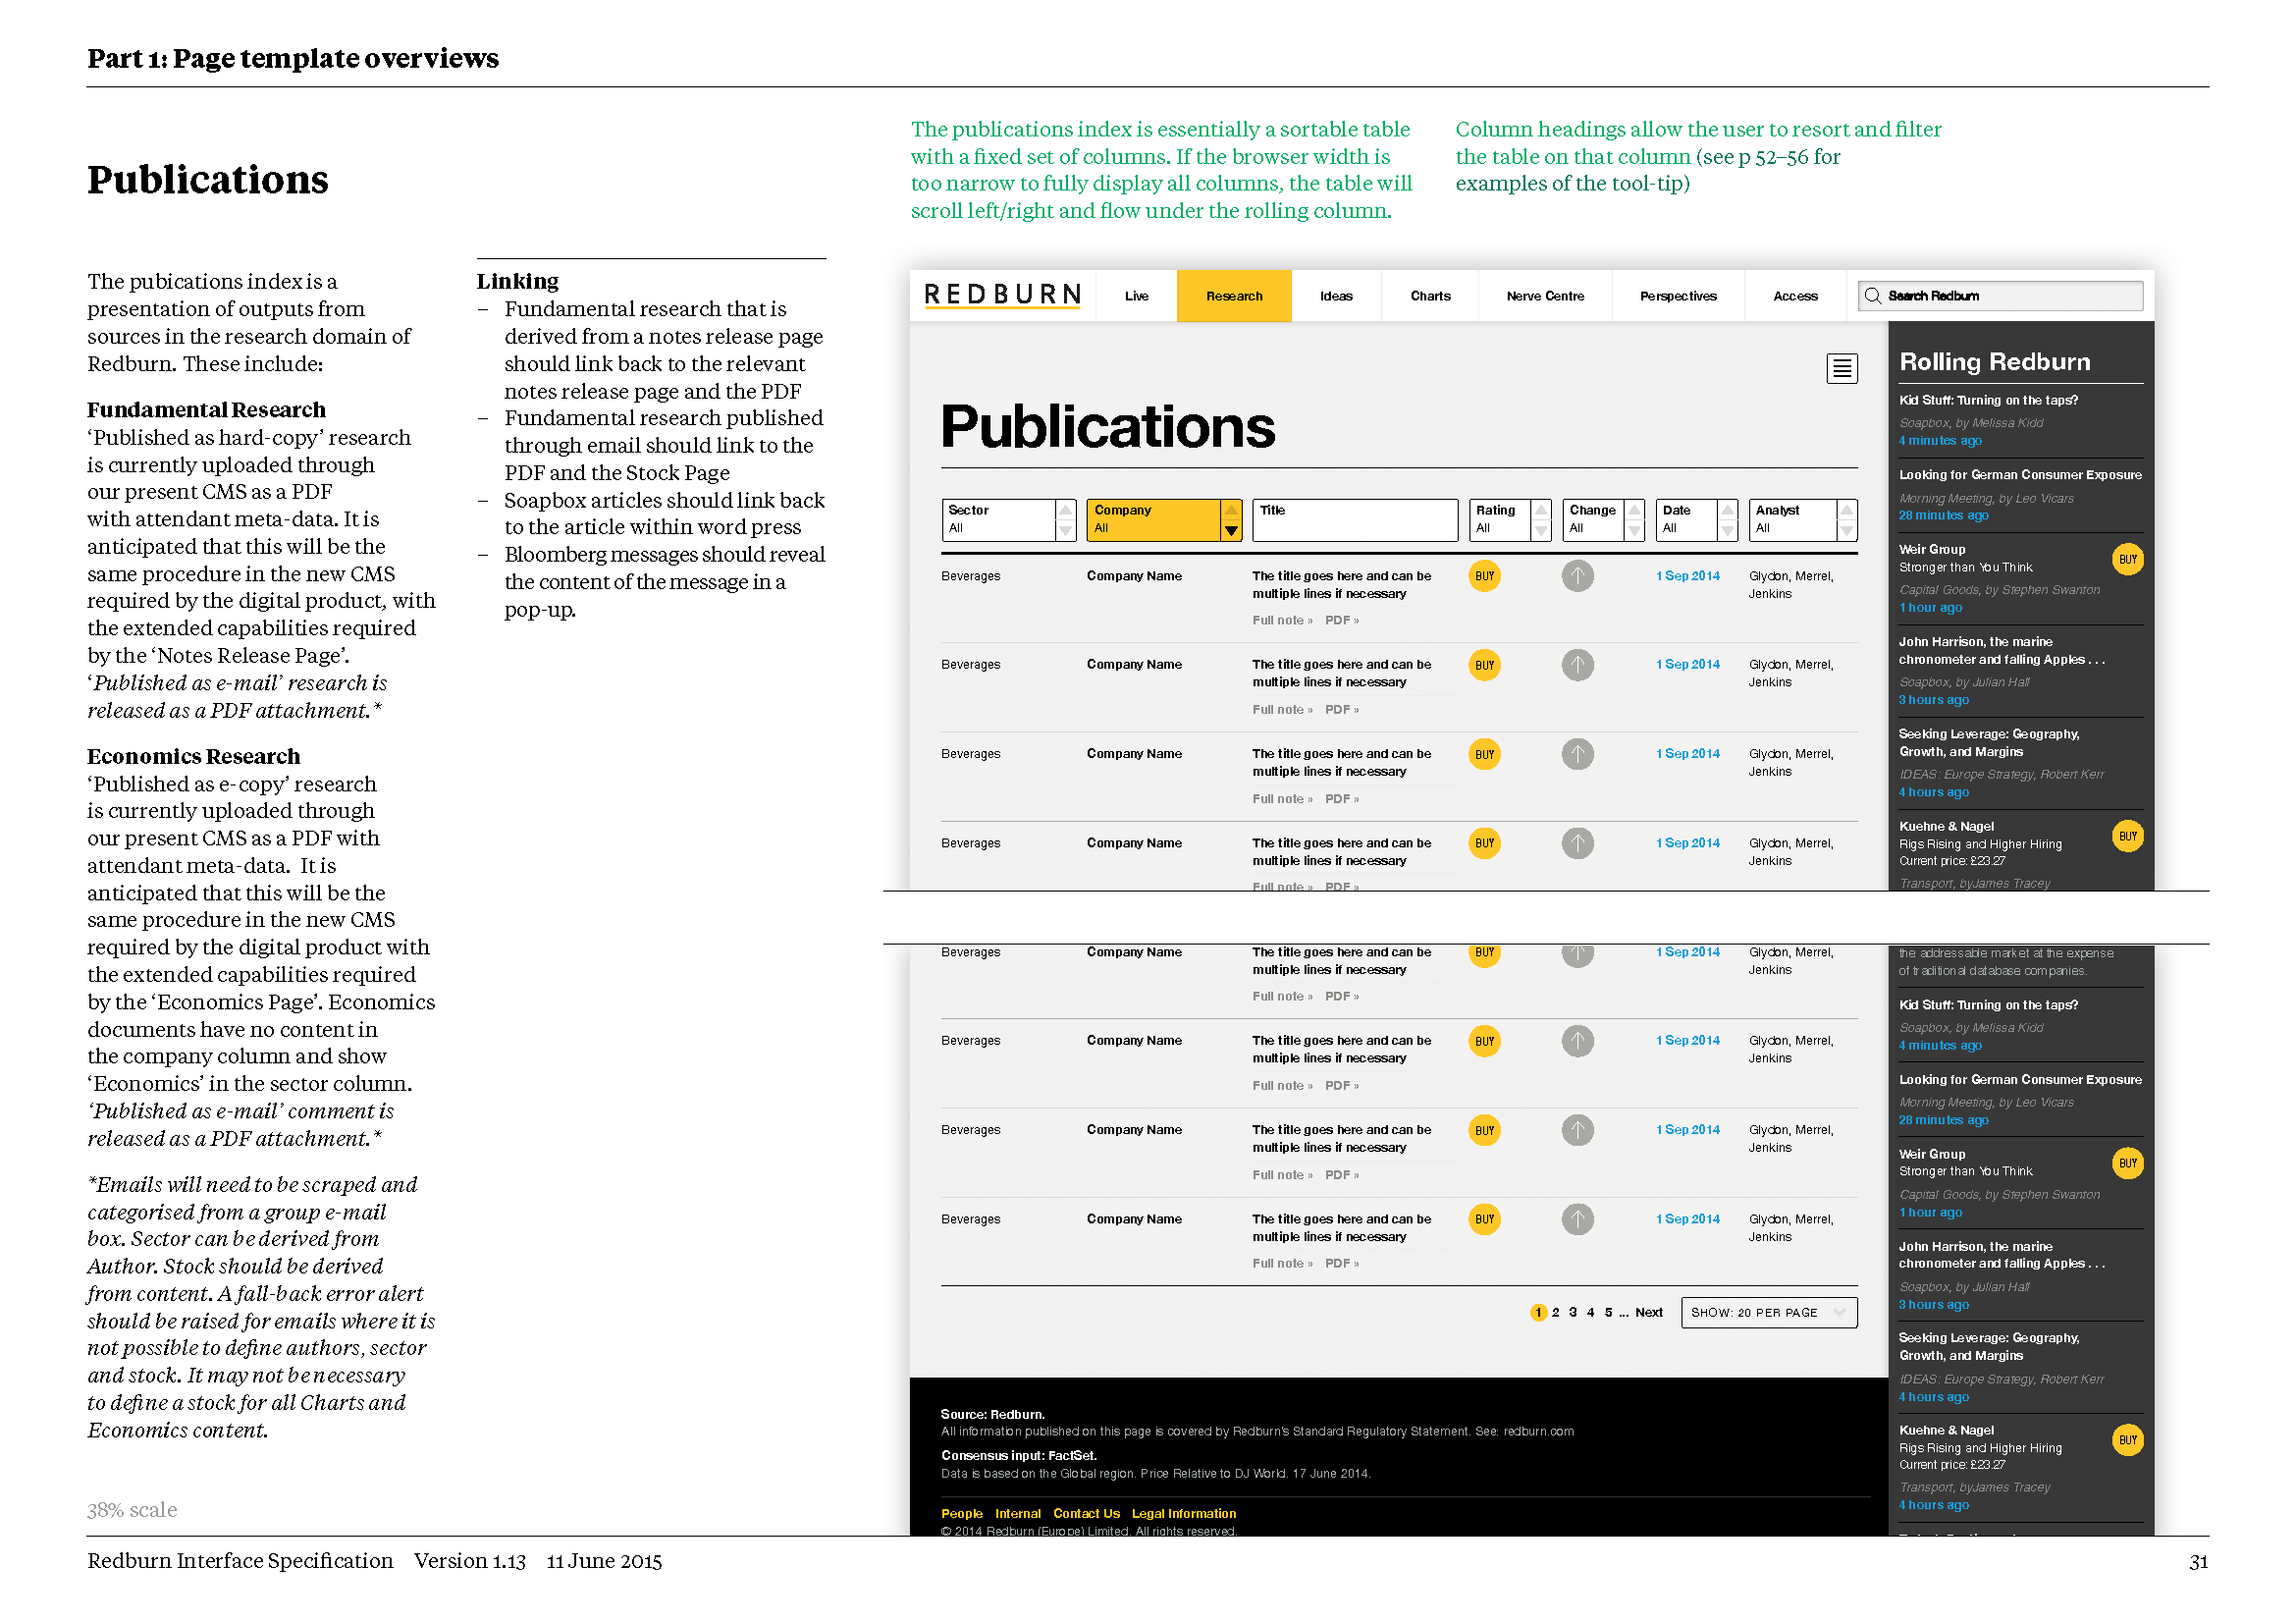 Part 1: Page template overviews
Publications
The pubications index is a
presentation of outputs from
sources in the research domain of
Redburn. These include:
Fundamental Research
‘Published as hard-copy’ research
is currently uploaded through
our present CMS as a PDF
with attendant meta-data. It is
anticipated that this will be the
same procedure in the new CMS
required by the digital product, with
the extended capabilities required
by the ‘Notes Release Page’.
‘Published as e-mail’ research is
released as a PDF attachment.*
Economics Research
‘Published as e-copy’ research
is currently uploaded through
our present CMS as a PDF with
attendant meta-data.  It is
anticipated that this will be the
same procedure in the new CMS
required by the digital product with
the extended capabilities required
by the ‘Economics Page’. Economics
documents have no content in
the company column and show
‘Economics’ in the sector column.
‘Published as e-mail’ comment is
released as a PDF attachment.*
*Emails will need to be scraped and
categorised from a group e-mail
box. Sector can be derived from
Author. Stock should be derived
from content. A fall-back error alert
should be raised for emails where it is
not possible to define authors, sector
and stock. It may not be necessary
to define a stock for all Charts and
Economics content.
38% scale
Linking
– Fundamental research that is
derived from a notes release page
should link back to the relevant
notes release page and the PDF
– Fundamental research published
through email should link to the
PDF and the Stock Page
– Soapbox articles should link back
to the article within word press
– Bloomberg messages should reveal
the content of the message in a
pop-up.
The publications index is essentially a sortable table
with a fixed set of columns. If the browser width is
too narrow to fully display all columns, the table will
scroll left/right and flow under the rolling column.
Column headings allow the user to resort and filter
the table on that column (see p 52–56 for
examples of the tool-tip)
REDBURN Live Research Ideas Charts Nerve Centre Perspectives Access Search Redburn
Publications
Sector Company Title Rating Change Date Analyst
All All All All All All
Beverages Company Name The title goes here and can be BUY 1 Sep 2014 Glydon, Merrel,
multiple lines if necessary Jenkins
Full note » PDF »
Beverages Company Name The title goes here and can be BUY 1 Sep 2014 Glydon, Merrel,
multiple lines if necessary Jenkins
Full note » PDF »
Beverages Company Name The title goes here and can be BUY 1 Sep 2014 Glydon, Merrel,
multiple lines if necessary Jenkins
Full note » PDF »
Beverages Company Name The title goes here and can be BUY 1 Sep 2014 Glydon, Merrel,
multiple lines if necessary Jenkins
Full note » PDF »
Beverages Company Name The title goes here and can be BUY 1 Sep 2014 Glydon, Merrel,
multiple lines if necessary Jenkins
Full note » PDF »
Beverages Company Name The title goes here and can be BUY 1 Sep 2014 Glydon, Merrel,
multiple lines if necessary Jenkins
Full note » PDF »
Beverages Company Name The title goes here and can be BUY 1 Sep 2014 Glydon, Merrel,
multiple lines if necessary Jenkins
Full note » PDF »
Beverages Company Name The title goes here and can be BUY 1 Sep 2014 Glydon, Merrel,
multiple lines if necessary Jenkins
Full note » PDF »
1 2 3 4 5 ... Next SHOW: 20 PER PAGE
Source: Redburn.
All information published on this page is covered by Redburn's Standard Regulatory Statement. See: redburn.com
Consensus input: FactSet.
Data is based on the Global region. Price Relative to DJ World. 17 June 2014.
People Internal Contact Us Legal Information
© 2014 Redburn (Europe) Limited. All rights reserved.
Rolling Redburn
Kid Stuff: Turning on the taps?
Soapbox, by Melissa Kidd
4 minutes ago
Looking for German Consumer Exposure
Morning Meeting, by Leo Vicars
28 minutes ago
Weir Group BUY
Stronger than You Think
Capital Goods, by Stephen Swanton
1 hour ago
John Harrison, the marine
chronometer and falling Apples . . .
Soapbox, by Julian Hall
3 hours ago
Seeking Leverage: Geography,
Growth, and Margins
IDEAS: Europe Strategy, Robert Kerr
4 hours ago
Kuehne & Nagel BUY
Rigs Rising and Higher Hiring
Current price: £23.27
Transport, byJames Tracey
the addressable market at the expense
of traditional database companies.
Kid Stuff: Turning on the taps?
Soapbox, by Melissa Kidd
4 minutes ago
Looking for German Consumer Exposure
Morning Meeting, by Leo Vicars
28 minutes ago
Weir Group BUY
Stronger than You Think
Capital Goods, by Stephen Swanton
1 hour ago
John Harrison, the marine
chronometer and falling Apples . . .
Soapbox, by Julian Hall
3 hours ago
Seeking Leverage: Geography,
Growth, and Margins
IDEAS: Europe Strategy, Robert Kerr
4 hours ago
Kuehne & Nagel BUY
Rigs Rising and Higher Hiring
Current price: £23.27
Transport, byJames Tracey
4 hours ago
Redburn Interface Specification Version 1.13 11 June 2015 31